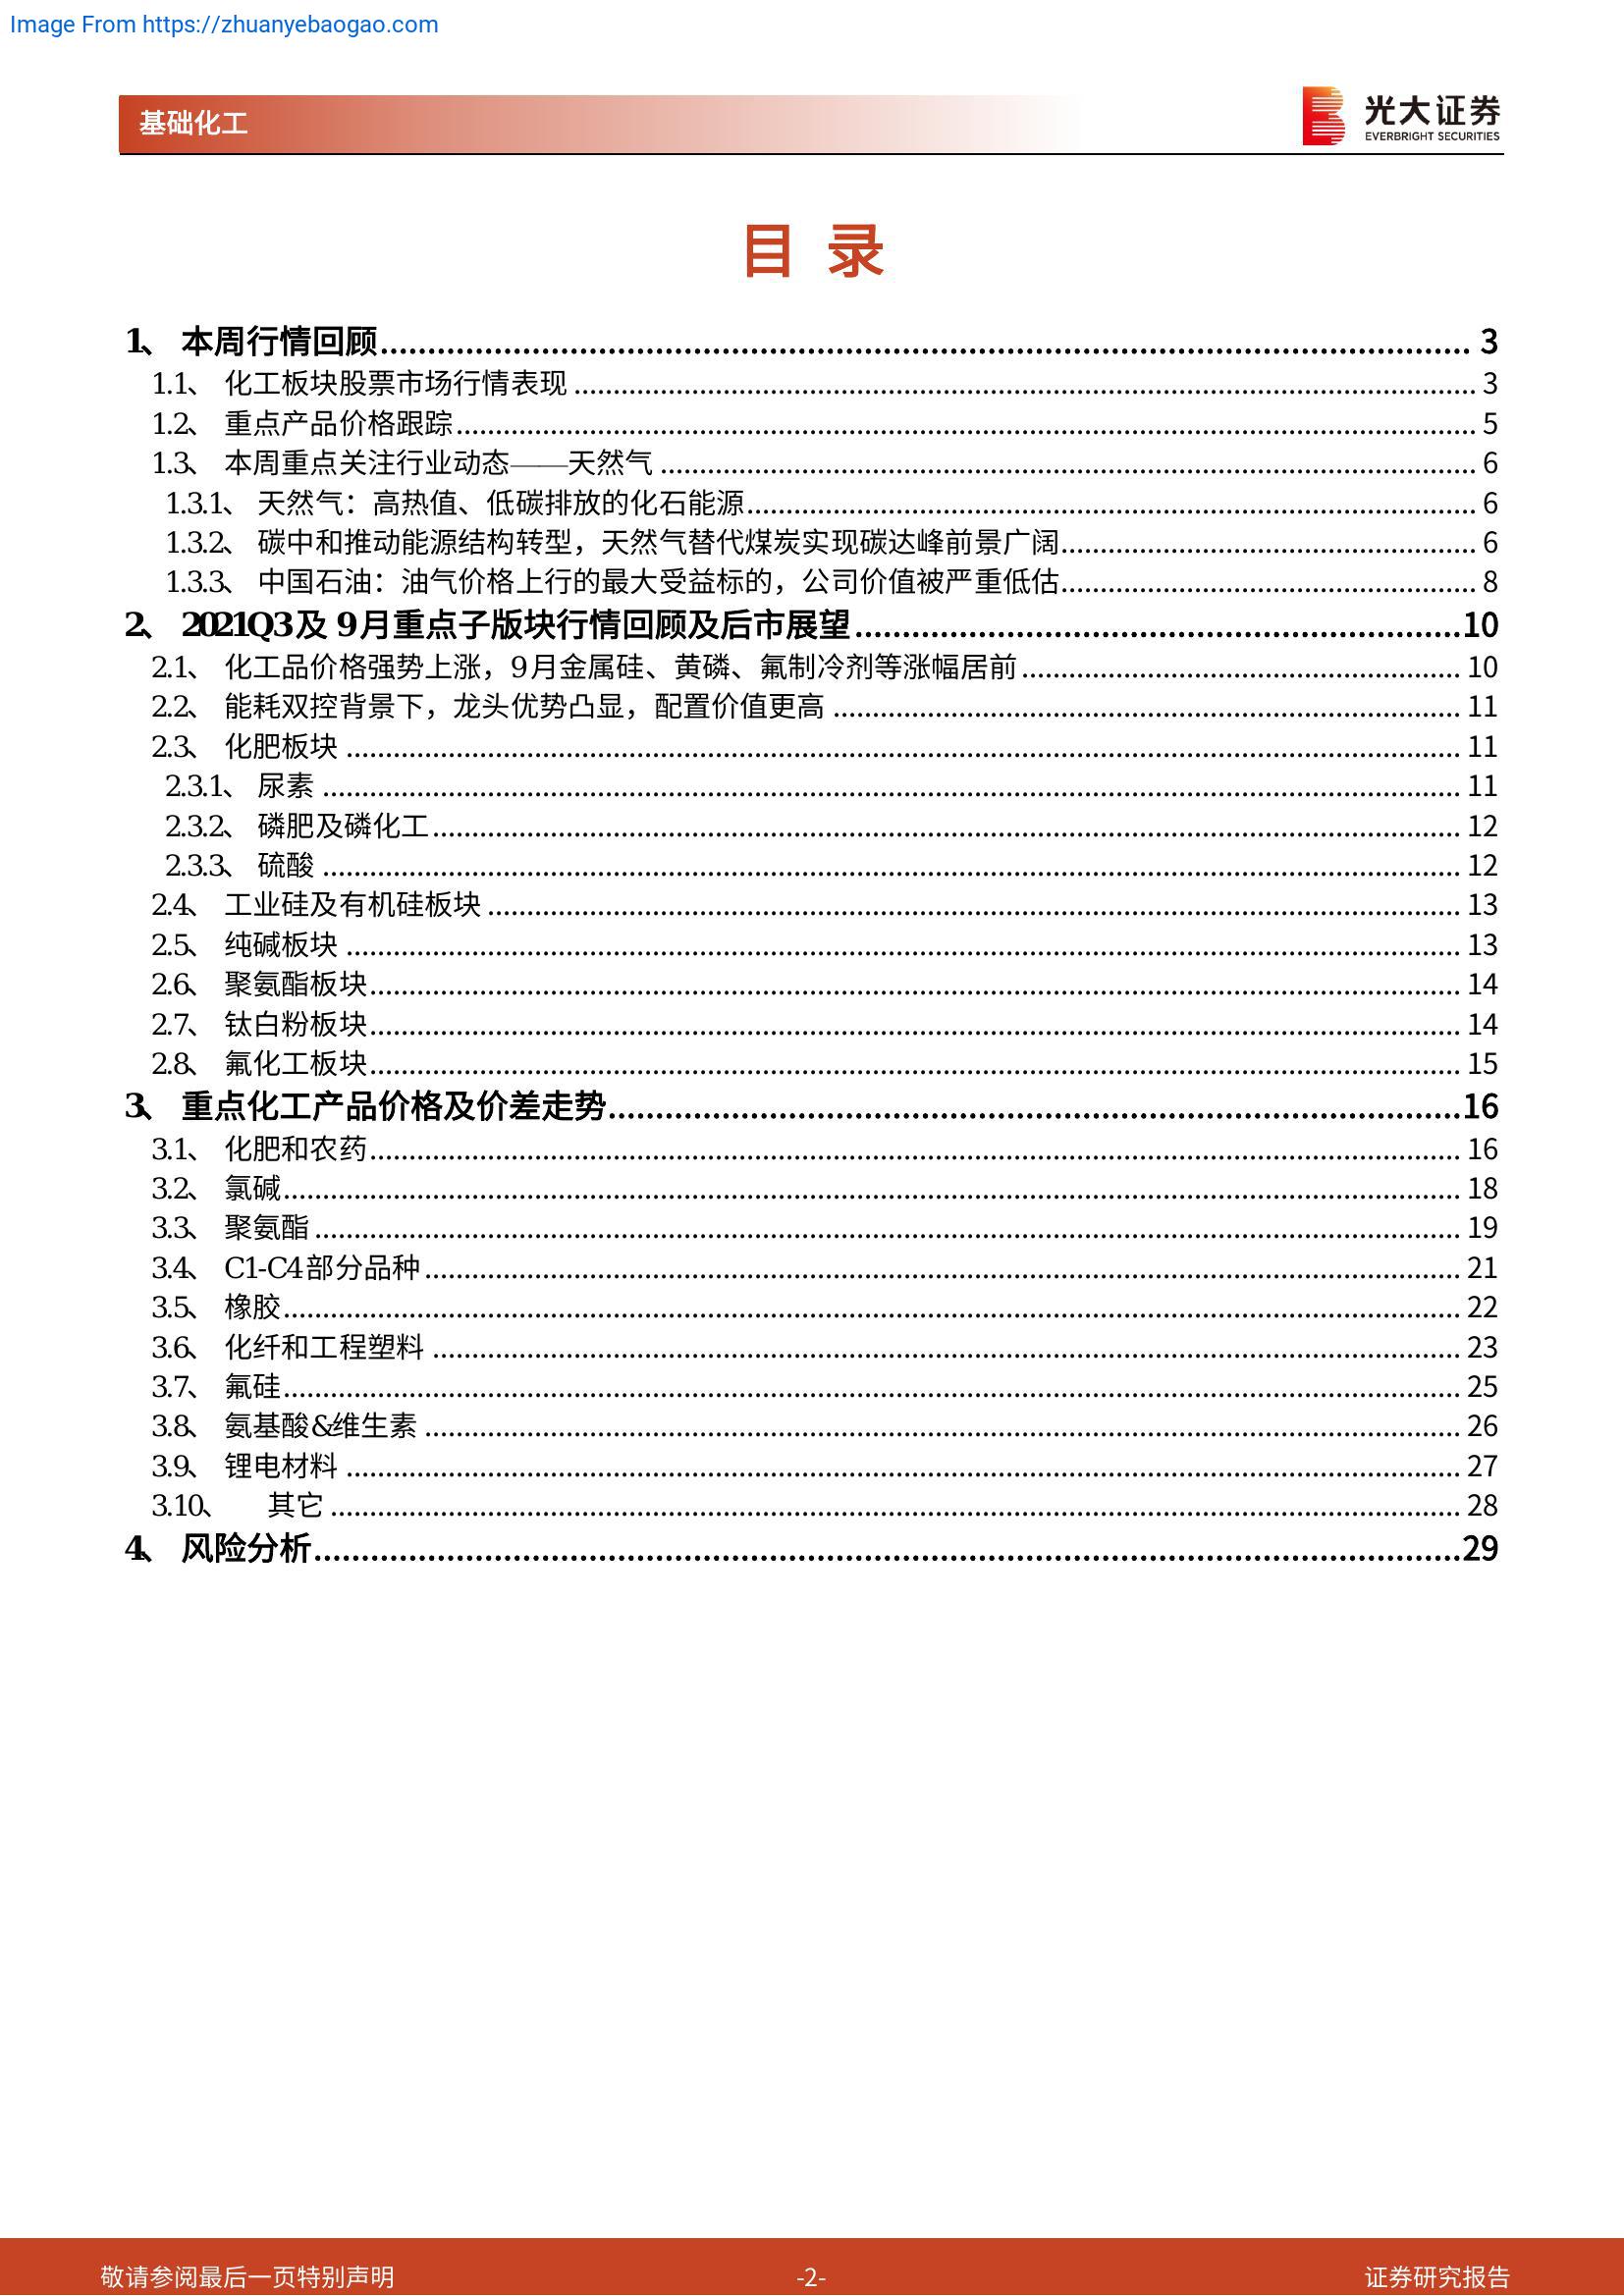 Image From https://zhuanyebaogao.com
基础化工
光大证券
EVERBRIGHT SECURITIES
目 录
1、 本周行情回顾 3
1.1、 化工板块股票市场行情表现 3
1.2、 重点产品价格跟踪 5
1.3、 本周重点关注行业动态——天然气 6
1.3.1、 天然气：高热值、低碳排放的化石能源 6
1.3.2、 碳中和推动能源结构转型，天然气替代煤炭实现碳达峰前景广阔 6
1.3.3、 中国石油：油气价格上行的最大受益标的，公司价值被严重低估 8
2、 2021Q3及 9月重点子版块行情回顾及后市展望 10
2.1、 化工品价格强势上涨，9月金属硅、黄磷、氟制冷剂等涨幅居前 10
2.2、 能耗双控背景下，龙头优势凸显，配置价值更高 11
2.3、 化肥板块 11
2.3.1、 尿素 11
2.3.2、 磷肥及磷化工 12
2.3.3、 硫酸 12
2.4、 工业硅及有机硅板块 13
2.5、 纯碱板块 13
2.6、 聚氨酯板块 14
2.7、 钛白粉板块 14
2.8、 氟化工板块 15
3、 重点化工产品价格及价差走势 16
3.1、 化肥和农药 16
3.2、 氯碱 18
3.3、 聚氨酯 19
3.4、 C1-C4部分品种 21
3.5、 橡胶 22
3.6、 化纤和工程塑料 23
3.7、 氟硅 25
3.8、 氨基酸&维生素 26
3.9、 锂电材料 27
3.10、 其它 28
4、 风险分析 29
敬请参阅最后一页特别声明
-2-
证券研究报告